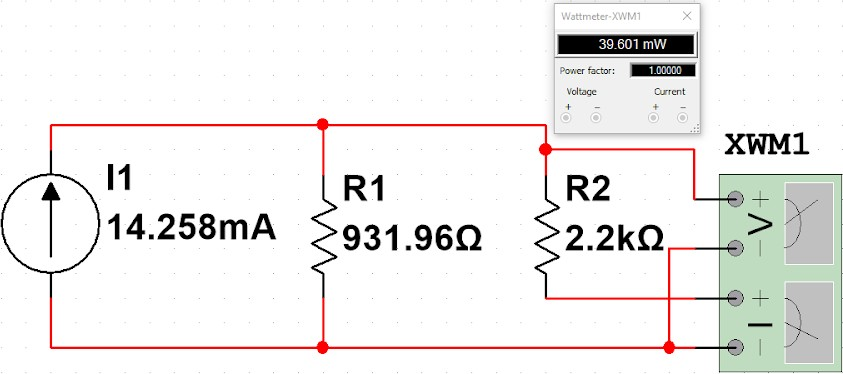 Wattmeter-XWM1
39.601 mW
Power factor: 1.00000
Voltage Current
+ − + −
XWM1
I1
14.258mA
R1
931.96Ω
R2
2.2kΩ
+
V
−
+
I
−